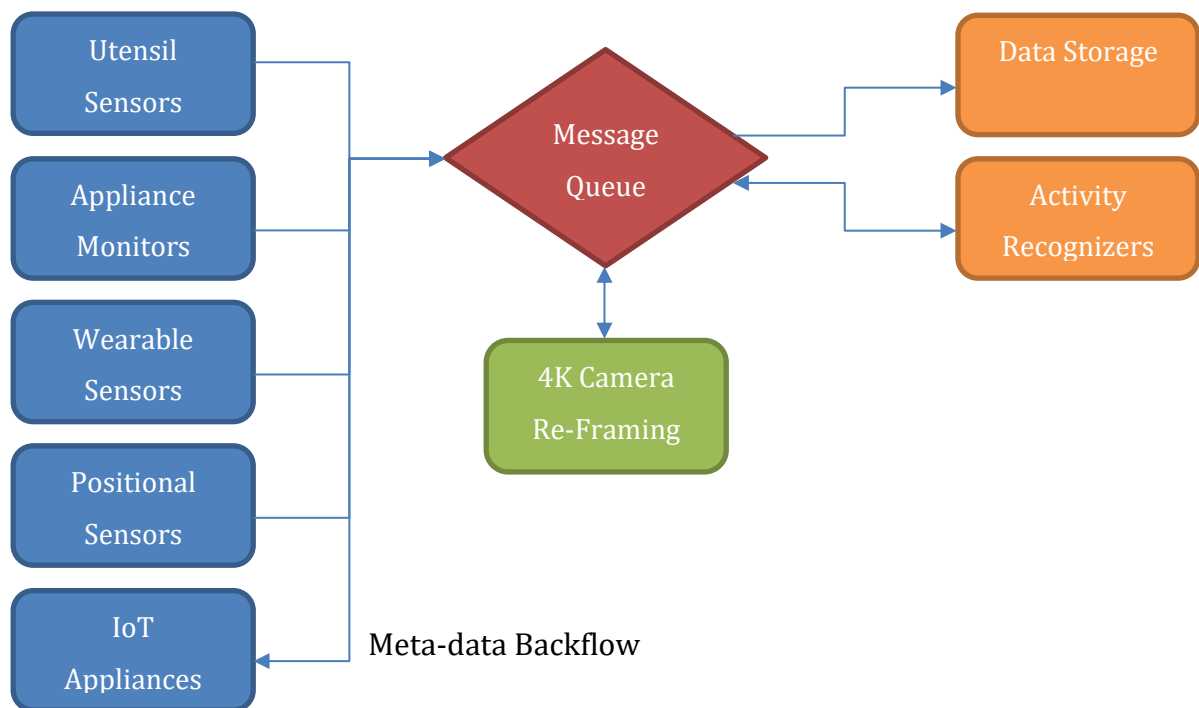 Utensil
Sensors
Appliance
Monitors
Wearable
Sensors
Positional
Sensors
IoT
Appliances
Meta-data Backflow
Message
Queue
4K Camera
Re-Framing
Data Storage
Activity
Recognizers